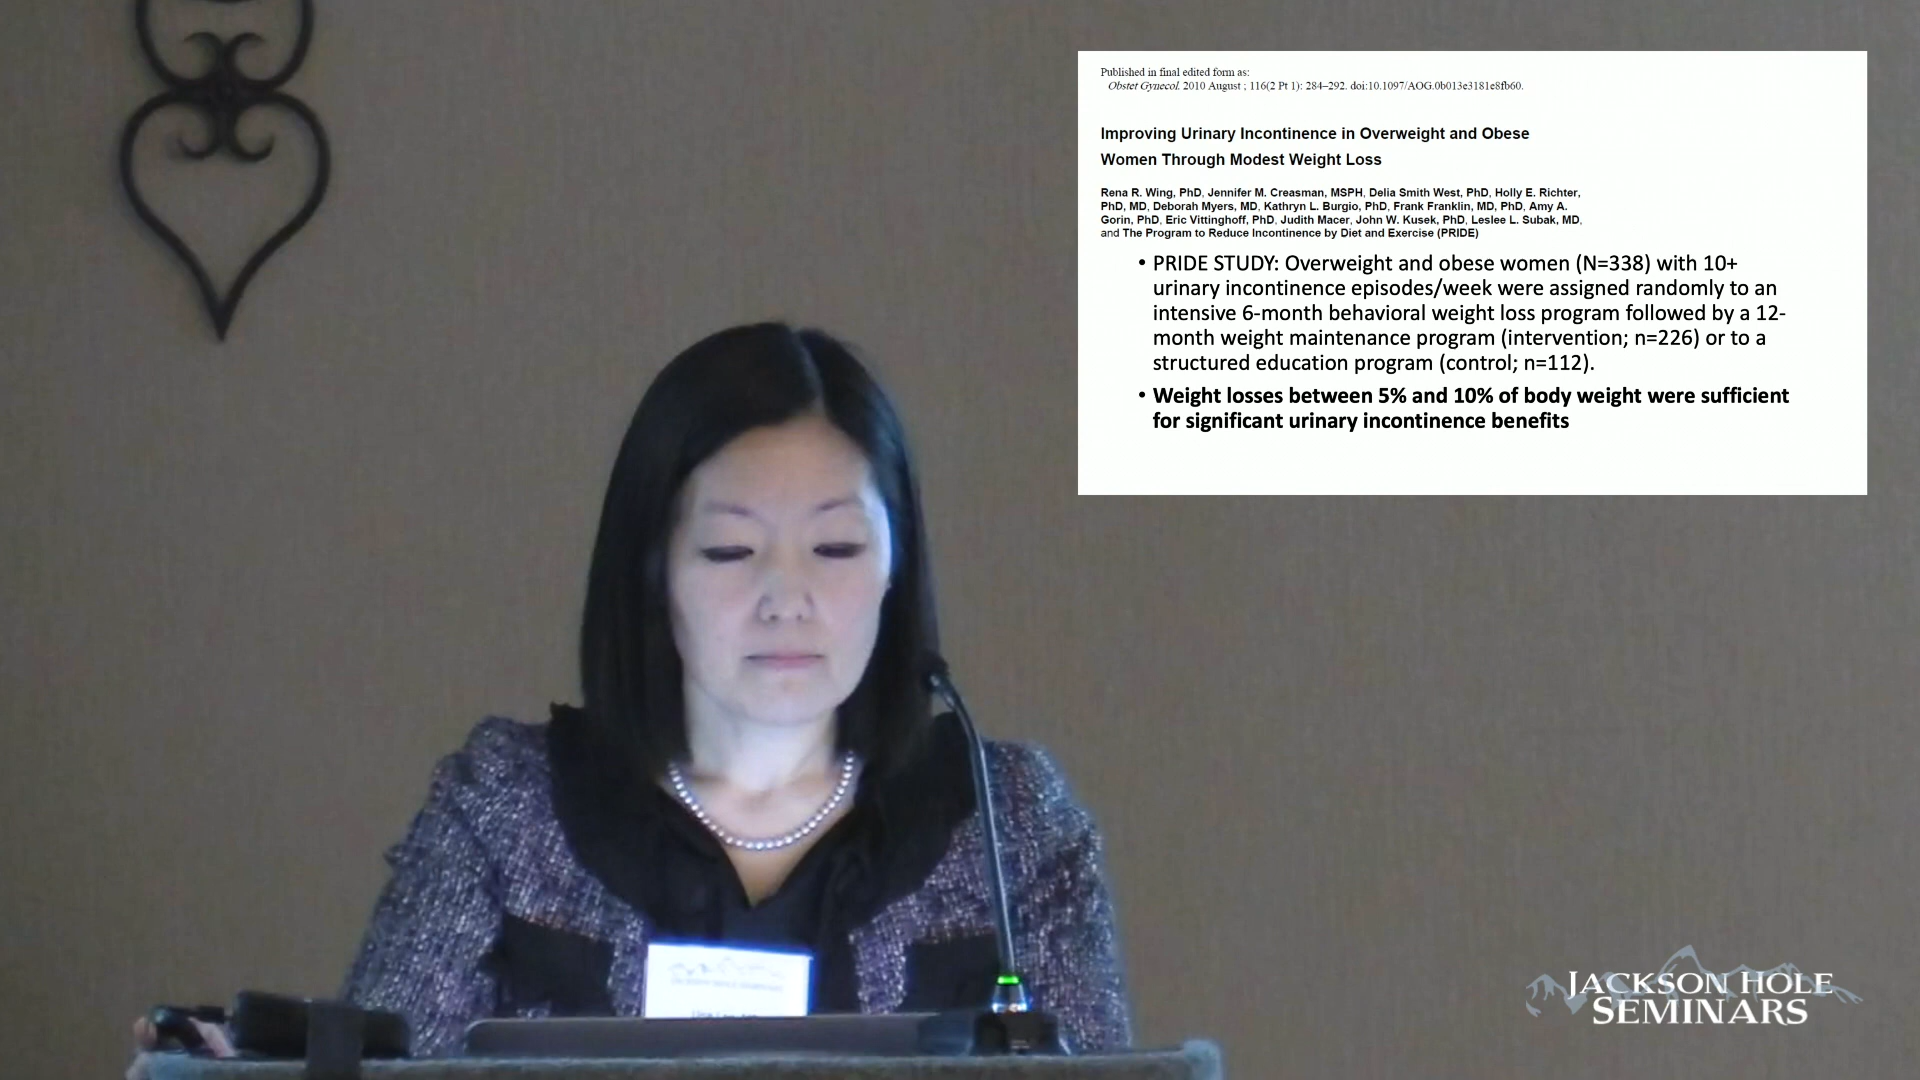 Published in final edited form as:
Obstet Gynecol. 2010 August ; 116(2 Pt 1): 284–292. doi:10.1097/AOG.0b013e3181e8fb60.
Improving Urinary Incontinence in Overweight and Obese
Women Through Modest Weight Loss
Rena R. Wing, PhD, Jennifer M. Creasman, MSPH, Delia Smith West, PhD, Holly E. Richter,
PhD, MD, Deborah Myers, MD, Kathryn L. Burgio, PhD, Frank Franklin, MD, PhD, Amy A.
Gorin, PhD, Eric Vittinghoff, PhD, Judith Macer, John W. Kusek, PhD, Leslee L. Subak, MD,
and The Program to Reduce Incontinence by Diet and Exercise (PRIDE)
• PRIDE STUDY: Overweight and obese women (N=338) with 10+
urinary incontinence episodes/week were assigned randomly to an
intensive 6-month behavioral weight loss program followed by a 12-
month weight maintenance program (intervention; n=226) or to a
structured education program (control; n=112).
• Weight losses between 5% and 10% of body weight were sufficient
for significant urinary incontinence benefits
JACKSON HOLE
SEMINARS